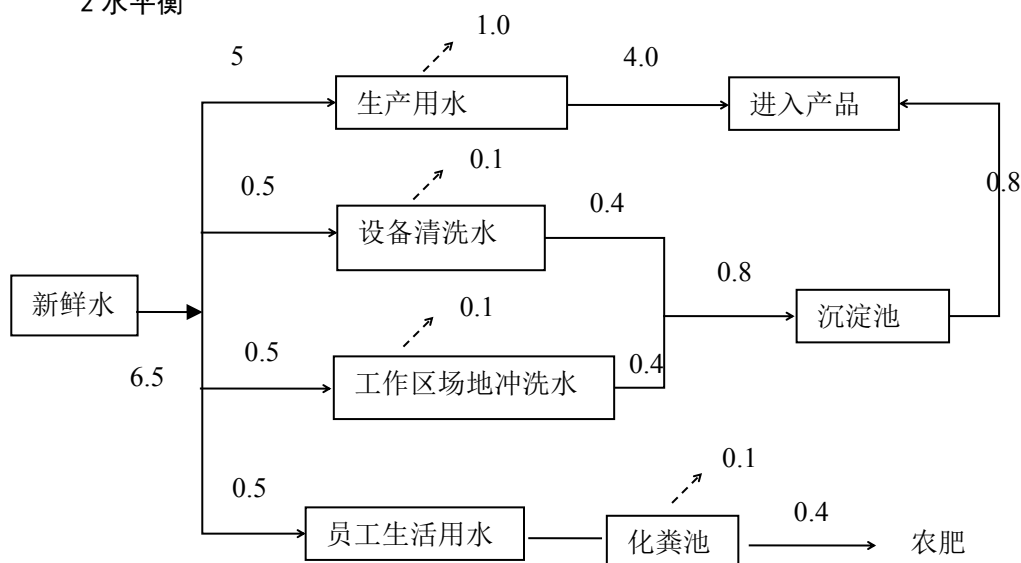 2 水平衡
1.0
5
4.0
生产用水
进入产品
0.1
0.5
0.4
0.8
设备清洗水
0.8
新鲜水
0.1
沉淀池
0.5
0.4
6.5
工作区场地冲洗水
0.1
0.5
0.4
员工生活用水
化粪池
农肥